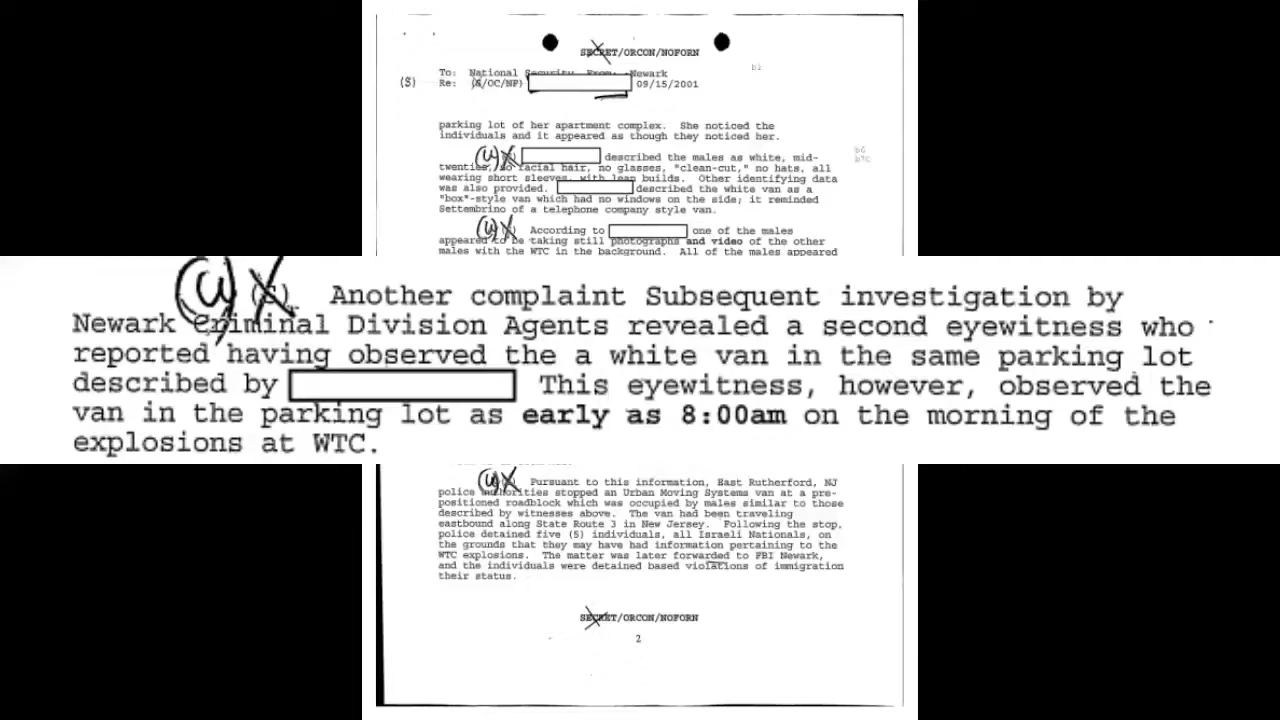 SECRET/ORCON/NOFORN
To: National Security From: Newark
(S) Re: (S/OC/NF) 09/15/2001
b1
parking lot of her apartment complex. She noticed the
individuals and it appeared as though they noticed her.
(U) described the males as white, mid-
b6
b7C
twenties, no facial hair, no glasses, "clean-cut," no hats, all
wearing short sleeves, with lean builds. Other identifying data
was also provided. described the white van as a
"box"-style van which had no windows on the side; it reminded
Settembrino of a telephone company style van.
(U) According to one of the males
appeared to be taking still photographs and video of the other
males with the WTC in the background. All of the males appeared
(U) (S) Another complaint Subsequent investigation by
Newark Criminal Division Agents revealed a second eyewitness who
reported having observed the a white van in the same parking lot
described by This eyewitness, however, observed the
van in the parking lot as early as 8:00am on the morning of the
explosions at WTC.
(U) Pursuant to this information, East Rutherford, NJ
police authorities stopped an Urban Moving Systems van at a pre-
positioned roadblock which was occupied by males similar to those
described by witnesses above. The van had been traveling
eastbound along State Route 3 in New Jersey. Following the stop,
police detained five (5) individuals, all Israeli Nationals, on
the grounds that they may have had information pertaining to the
WTC explosions. The matter was later forwarded to FBI Newark,
and the individuals were detained based violations of immigration
their status.
SECRET/ORCON/NOFORN
2